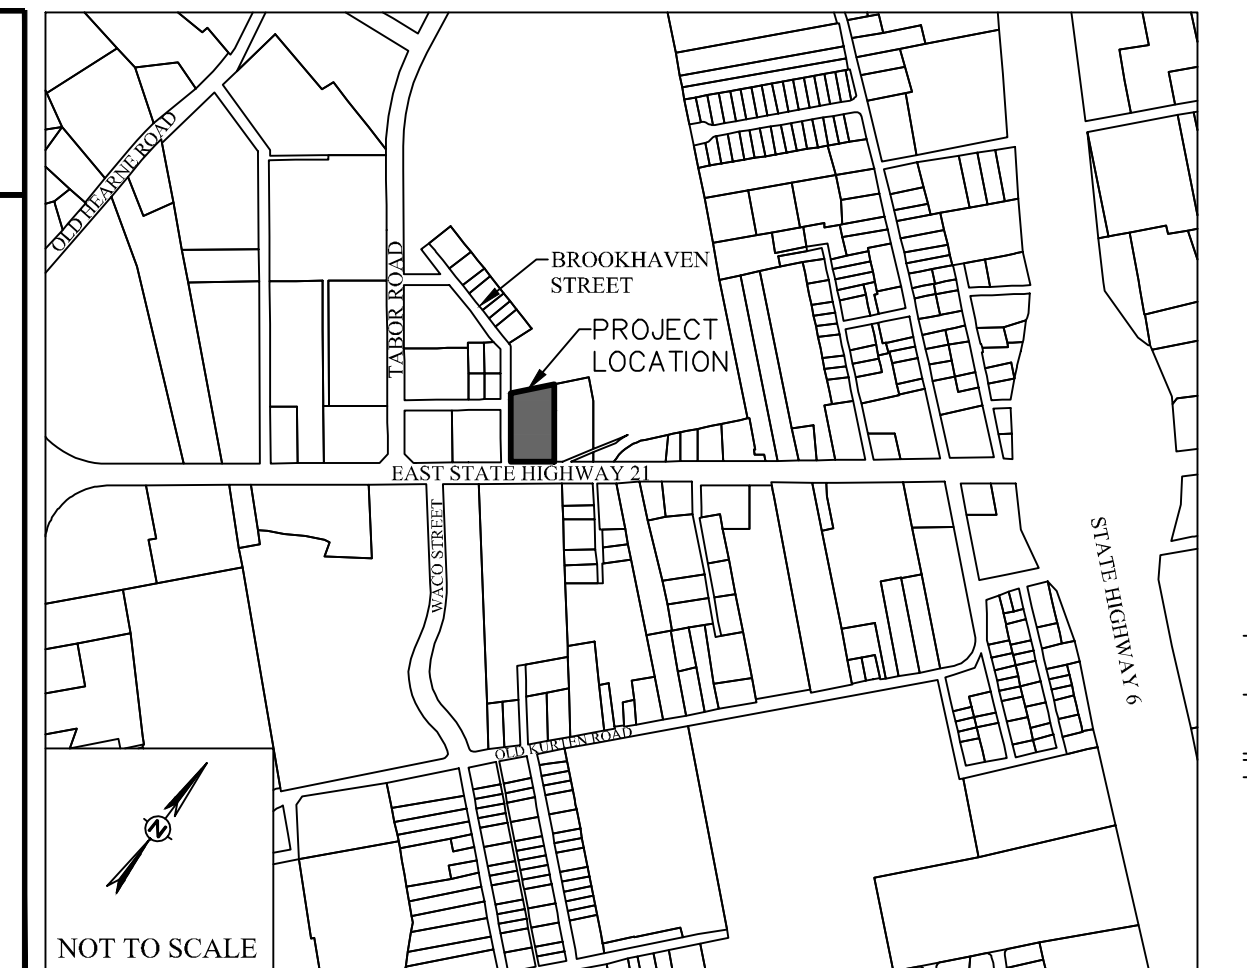 OLD HEARNE ROAD
TABOR ROAD
BROOKHAVEN
STREET
PROJECT
LOCATION
EAST STATE HIGHWAY 21
WACO STREET
STATE HIGHWAY 6
OLD KURTEN ROAD
N
NOT TO SCALE